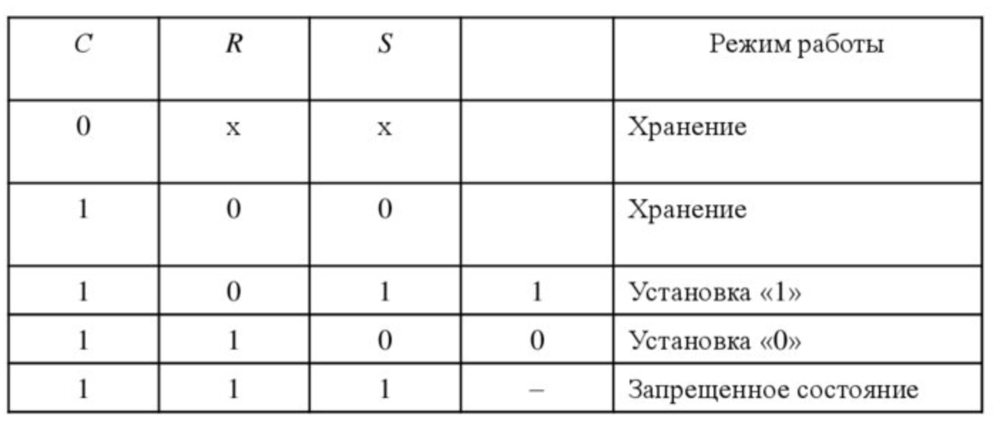 C R S Режим работы
0 x x Хранение
1 0 0 Хранение
1 0 1 1 Установка «1»
1 1 0 0 Установка «0»
1 1 1 – Запрещенное состояние